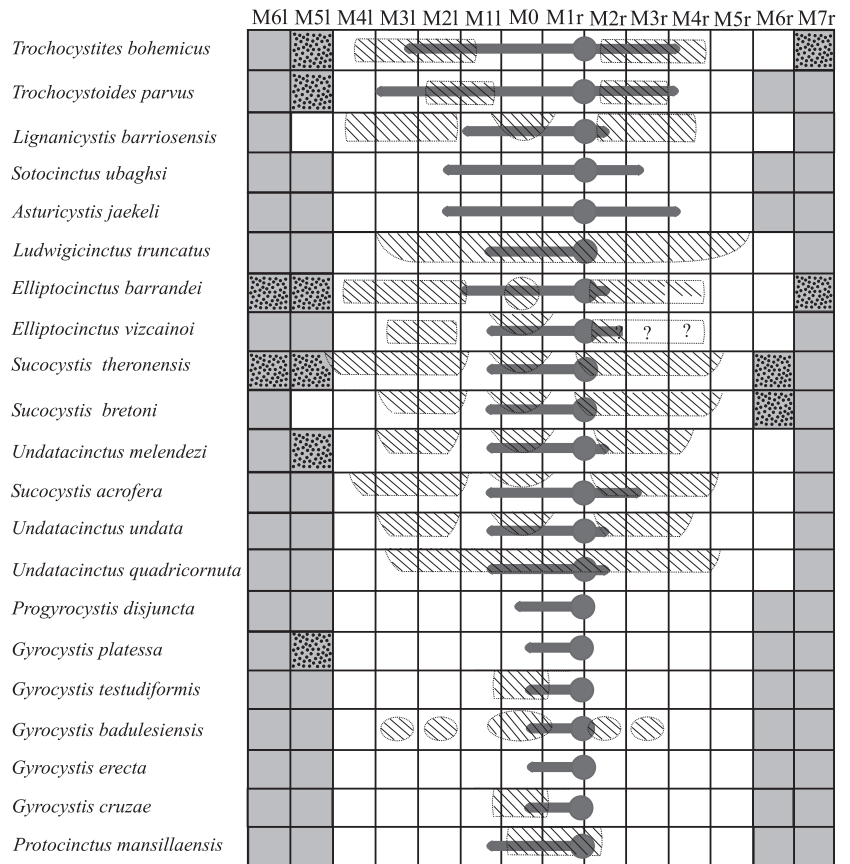 M6l M5l M4l M3l M2l M1l M0 M1r M2r M3r M4r M5r M6r M7r
Trochocystites bohemicus
Trochocystoides parvus
Lignanicystis barriosensis
Sotocinctus ubaghsi
Asturicystis jaekeli
Ludwigicinctus truncatus
Elliptocinctus barrandei
Elliptocinctus vizcainoi ? ? ?
Sucocystis theronensis
Sucocystis bretoni
Undatacinctus melendezi
Sucocystis acrofera
Undatacinctus undata
Undatacinctus quadricornuta
Progyrocystis disjuncta
Gyrocystis platessa
Gyrocystis testudiformis
Gyrocystis badulesiensis
Gyrocystis erecta
Gyrocystis cruzae
Protocinctus mansillaensis